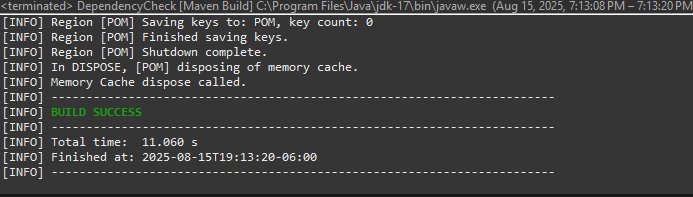 <terminated> DependencyCheck [Maven Build] C:\Program Files\Java\jdk-17\bin\javaw.exe (Aug 15, 2025, 7:13:08 PM – 7:13:20 PM)
[INFO] Region [POM] Saving keys to: POM, key count: 0
[INFO] Region [POM] Finished saving keys.
[INFO] Region [POM] Shutdown complete.
[INFO] In DISPOSE, [POM] disposing of memory cache.
[INFO] Memory Cache dispose called.
[INFO] ------------------------------------------------------------------------
[INFO] BUILD SUCCESS
[INFO] ------------------------------------------------------------------------
[INFO] Total time:  11.060 s
[INFO] Finished at: 2025-08-15T19:13:20-06:00
[INFO] ------------------------------------------------------------------------